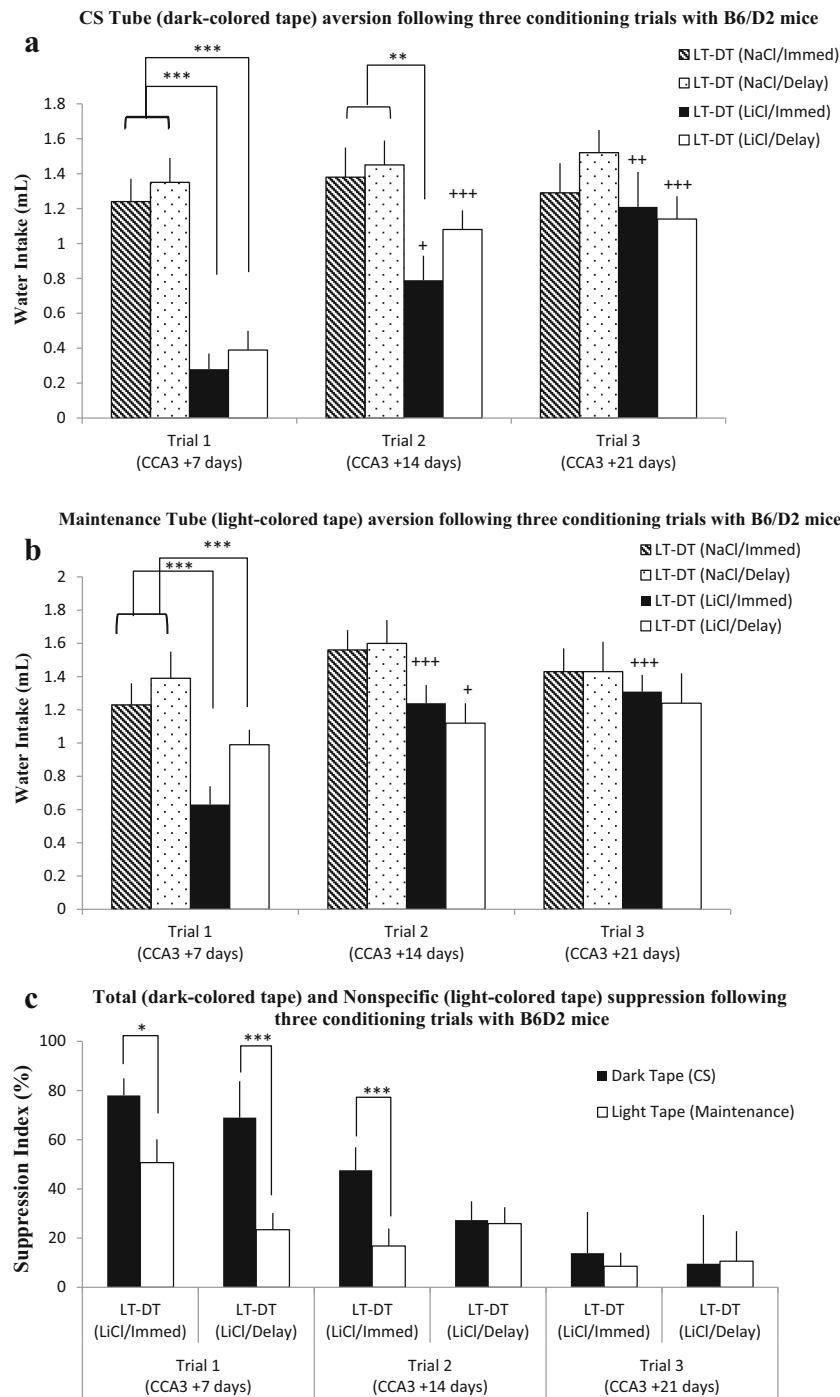 CS Tube (dark-colored tape) aversion following three conditioning trials with B6/D2 mice
a
LT-DT (NaCl/Immed)
LT-DT (NaCl/Delay)
LT-DT (LiCl/Immed)
LT-DT (LiCl/Delay)
***
***
**
+
+++
++
+++
Water Intake (mL)
1.8
1.6
1.4
1.2
1
0.8
0.6
0.4
0.2
0
Trial 1
(CCA3 +7 days)
Trial 2
(CCA3 +14 days)
Trial 3
(CCA3 +21 days)
Maintenance Tube (light-colored tape) aversion following three conditioning trials with B6/D2 mice
b
LT-DT (NaCl/Immed)
LT-DT (NaCl/Delay)
LT-DT (LiCl/Immed)
LT-DT (LiCl/Delay)
***
***
+++
+
+++
Water Intake (mL)
2
1.8
1.6
1.4
1.2
1
0.8
0.6
0.4
0.2
0
Trial 1
(CCA3 +7 days)
Trial 2
(CCA3 +14 days)
Trial 3
(CCA3 +21 days)
c
Total (dark-colored tape) and Nonspecific (light-colored tape) suppression following
three conditioning trials with B6D2 mice
Dark Tape (CS)
Light Tape (Maintenance)
*
***
***
Suppression Index (%)
100
80
60
40
20
0
LT-DT
(LiCl/Immed)
LT-DT
(LiCl/Delay)
LT-DT
(LiCl/Immed)
LT-DT
(LiCl/Delay)
LT-DT
(LiCl/Immed)
LT-DT
(LiCl/Delay)
Trial 1
(CCA3 +7 days)
Trial 2
(CCA3 +14 days)
Trial 3
(CCA3 +21 days)